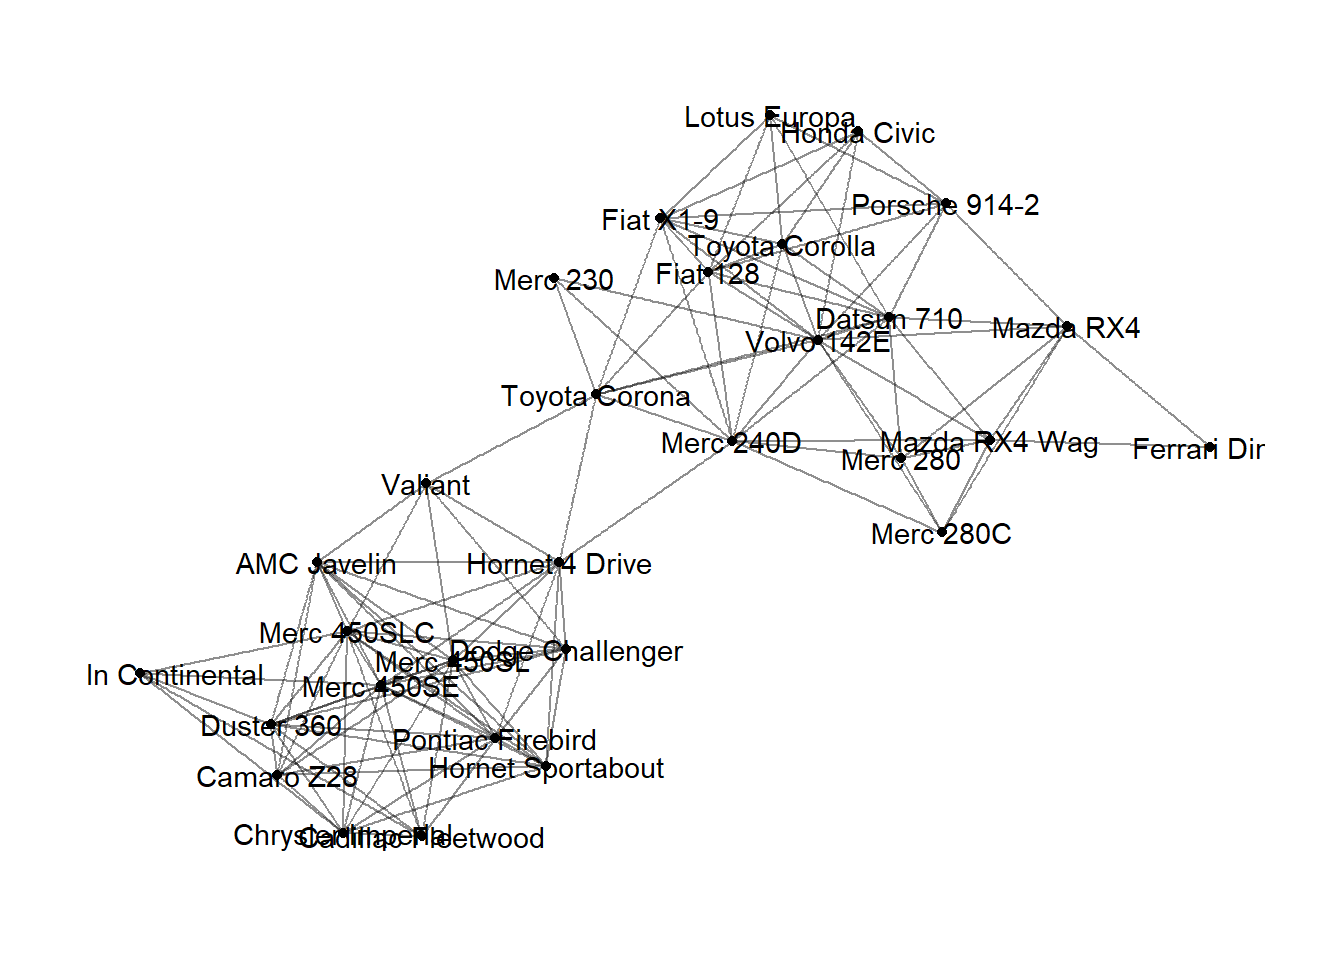 Lotus Europa
Honda Civic
Porsche 914-2
Fiat X1-9
Toyota Corolla
Fiat 128
Merc 230
Datsun 710
Mazda RX4
Volvo 142E
Toyota Corona
Merc 240D
Mazda RX4 Wag
Ferrari Din
Merc 280
Valiant
Merc 280C
AMC Javelin
Hornet 4 Drive
Merc 450SLC
Dodge Challenger
Merc 450SL
ln Continental
Merc 450SE
Duster 360
Pontiac Firebird
Hornet Sportabout
Camaro Z28
Chrysler Imperial
Cadillac Fleetwood